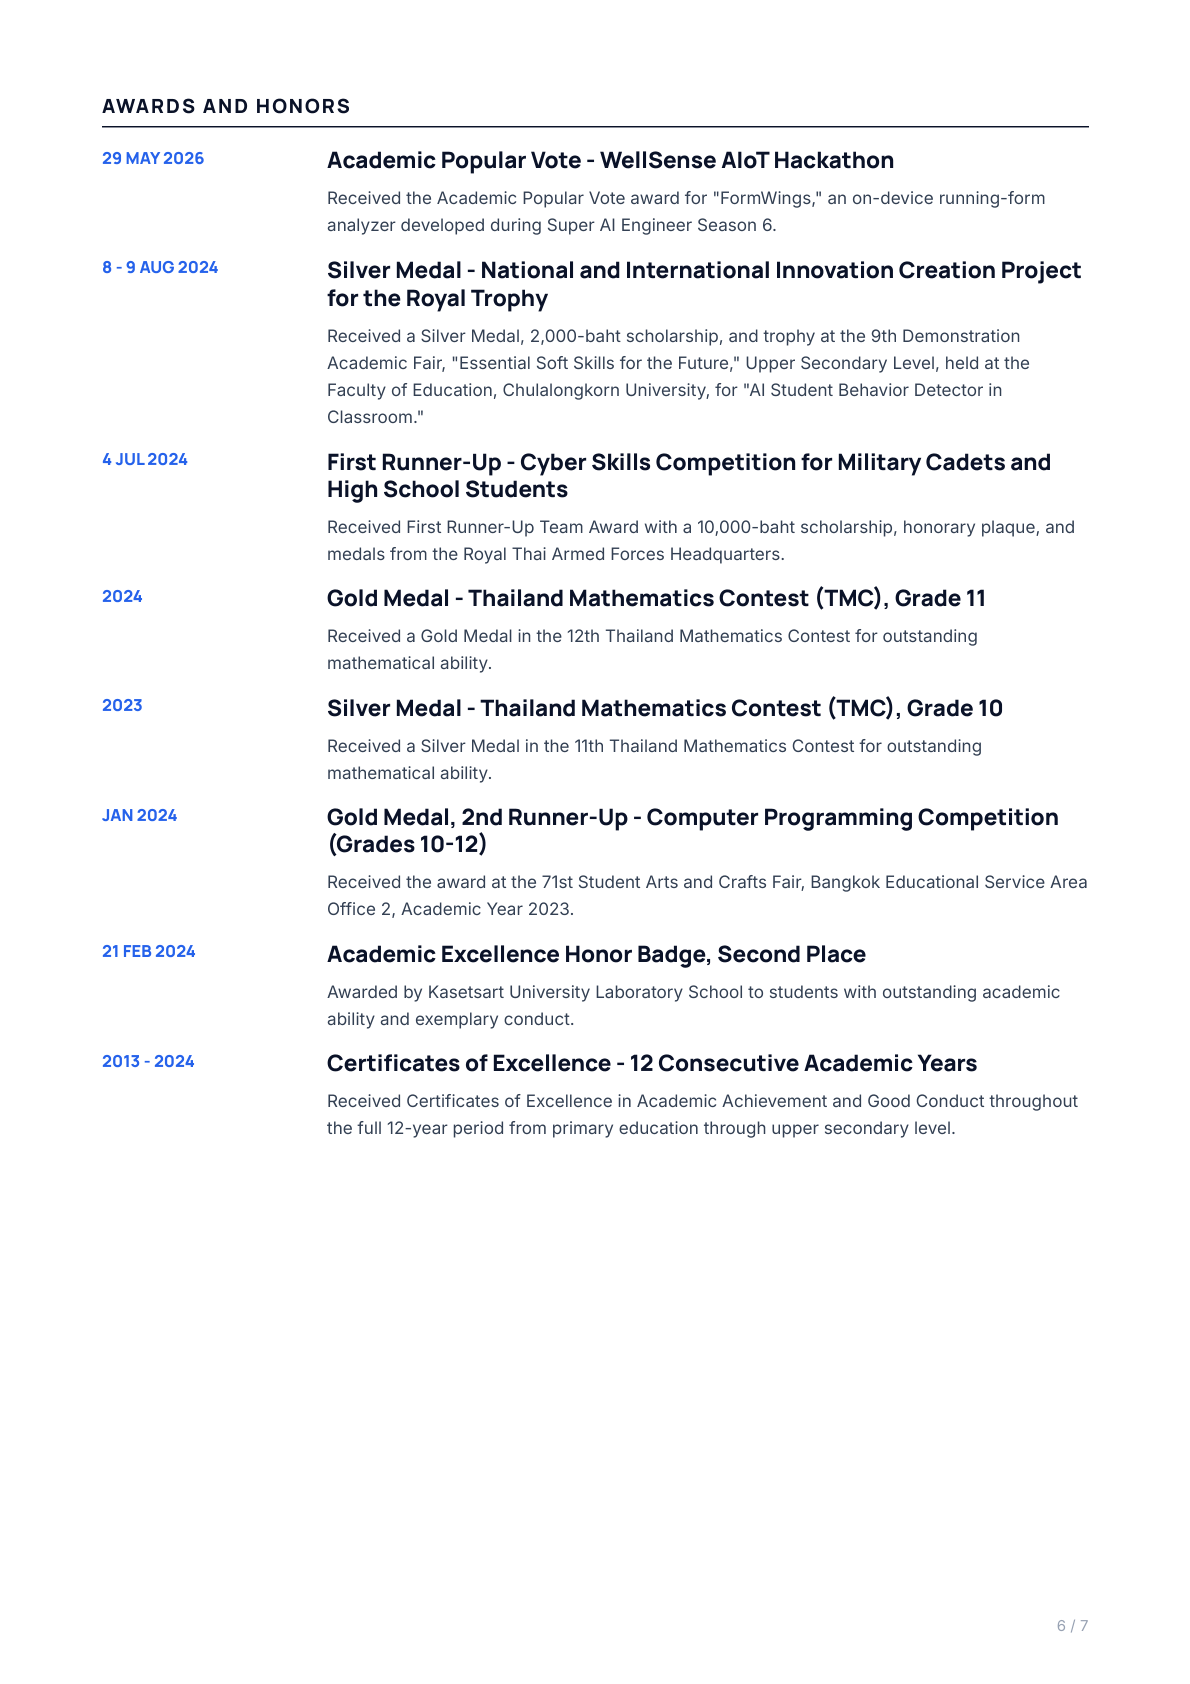 AWARDS AND HONORS
29 MAY 2026
Academic Popular Vote - WellSense AIoT Hackathon
Received the Academic Popular Vote award for "FormWings," an on-device running-form
analyzer developed during Super AI Engineer Season 6.
8 - 9 AUG 2024
Silver Medal - National and International Innovation Creation Project
for the Royal Trophy
Received a Silver Medal, 2,000-baht scholarship, and trophy at the 9th Demonstration
Academic Fair, "Essential Soft Skills for the Future," Upper Secondary Level, held at the
Faculty of Education, Chulalongkorn University, for "AI Student Behavior Detector in
Classroom."
4 JUL 2024
First Runner-Up - Cyber Skills Competition for Military Cadets and
High School Students
Received First Runner-Up Team Award with a 10,000-baht scholarship, honorary plaque, and
medals from the Royal Thai Armed Forces Headquarters.
2024
Gold Medal - Thailand Mathematics Contest (TMC), Grade 11
Received a Gold Medal in the 12th Thailand Mathematics Contest for outstanding
mathematical ability.
2023
Silver Medal - Thailand Mathematics Contest (TMC), Grade 10
Received a Silver Medal in the 11th Thailand Mathematics Contest for outstanding
mathematical ability.
JAN 2024
Gold Medal, 2nd Runner-Up - Computer Programming Competition
(Grades 10-12)
Received the award at the 71st Student Arts and Crafts Fair, Bangkok Educational Service Area
Office 2, Academic Year 2023.
21 FEB 2024
Academic Excellence Honor Badge, Second Place
Awarded by Kasetsart University Laboratory School to students with outstanding academic
ability and exemplary conduct.
2013 - 2024
Certificates of Excellence - 12 Consecutive Academic Years
Received Certificates of Excellence in Academic Achievement and Good Conduct throughout
the full 12-year period from primary education through upper secondary level.
6 / 7